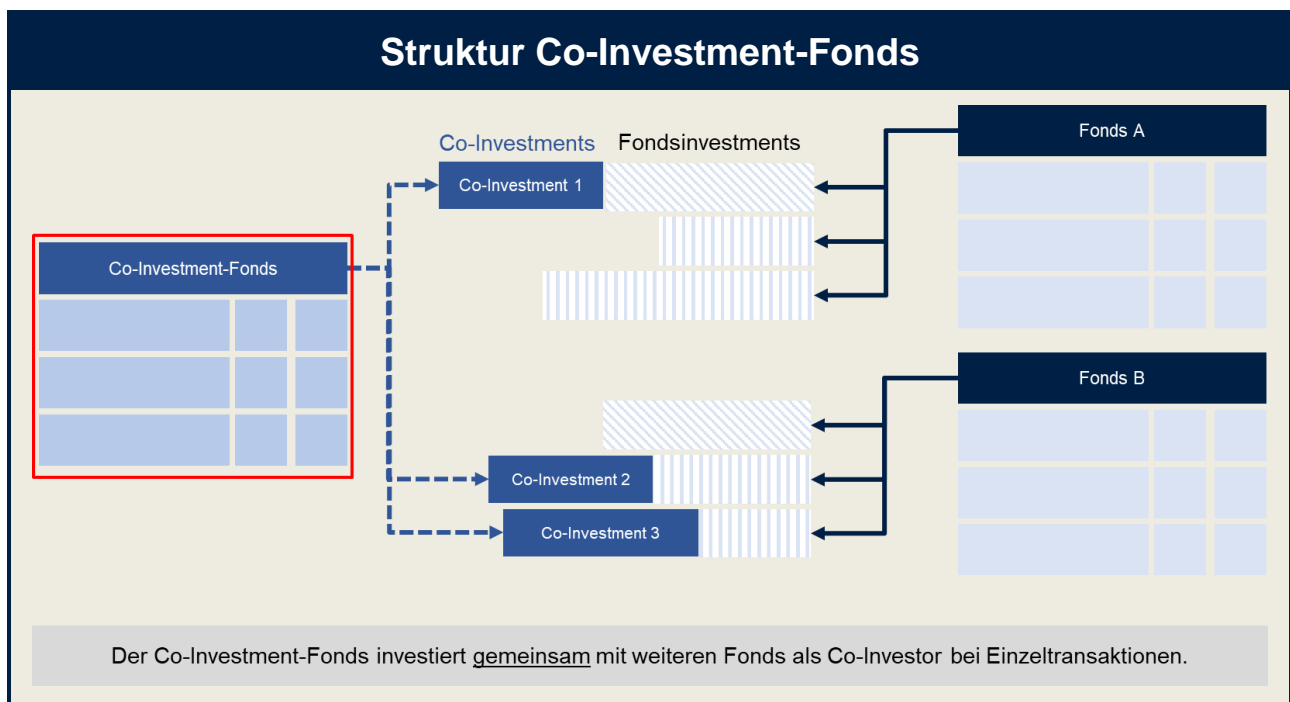 Struktur Co-Investment-Fonds
Co-Investments
Fondsinvestments
Fonds A
Co-Investment 1
Co-Investment-Fonds
Fonds B
Co-Investment 2
Co-Investment 3
Der Co-Investment-Fonds investiert gemeinsam mit weiteren Fonds als Co-Investor bei Einzeltransaktionen.